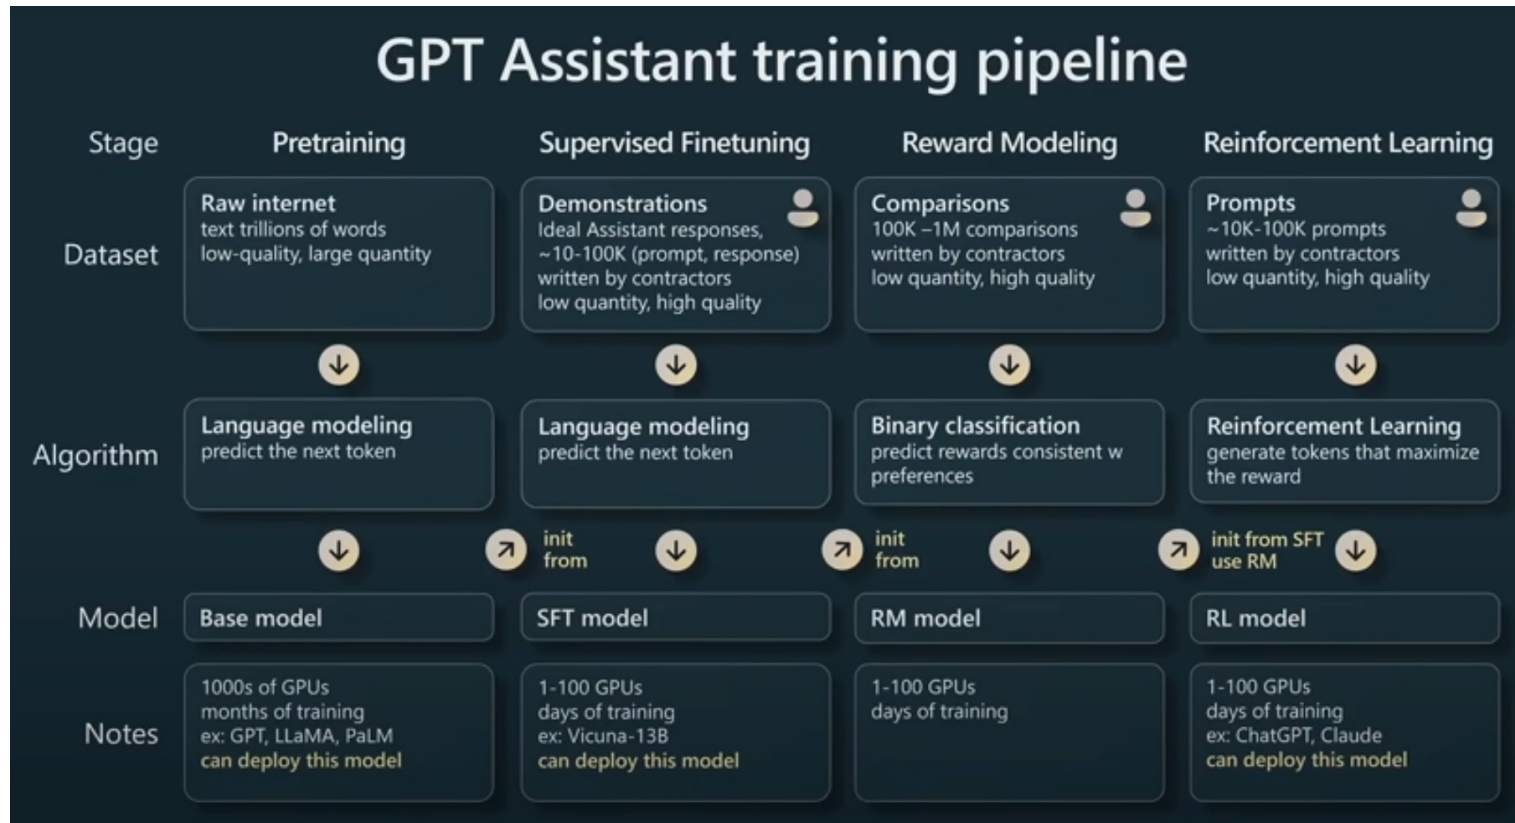 GPT Assistant training pipeline
Stage
Pretraining
Supervised Finetuning
Reward Modeling
Reinforcement Learning
Dataset
Raw internet
text trillions of words
low-quality, large quantity
Demonstrations
Ideal Assistant responses,
~10-100K (prompt, response)
written by contractors
low quantity, high quality
Comparisons
100K –1M comparisons
written by contractors
low quantity, high quality
Prompts
~10K-100K prompts
written by contractors
low quantity, high quality
Algorithm
Language modeling
predict the next token
Language modeling
predict the next token
Binary classification
predict rewards consistent w
preferences
Reinforcement Learning
generate tokens that maximize
the reward
init
from
init
from
init from SFT
use RM
Model
Base model
SFT model
RM model
RL model
Notes
1000s of GPUs
months of training
ex: GPT, LLaMA, PaLM
can deploy this model
1-100 GPUs
days of training
ex: Vicuna-13B
can deploy this model
1-100 GPUs
days of training
1-100 GPUs
days of training
ex: ChatGPT, Claude
can deploy this model